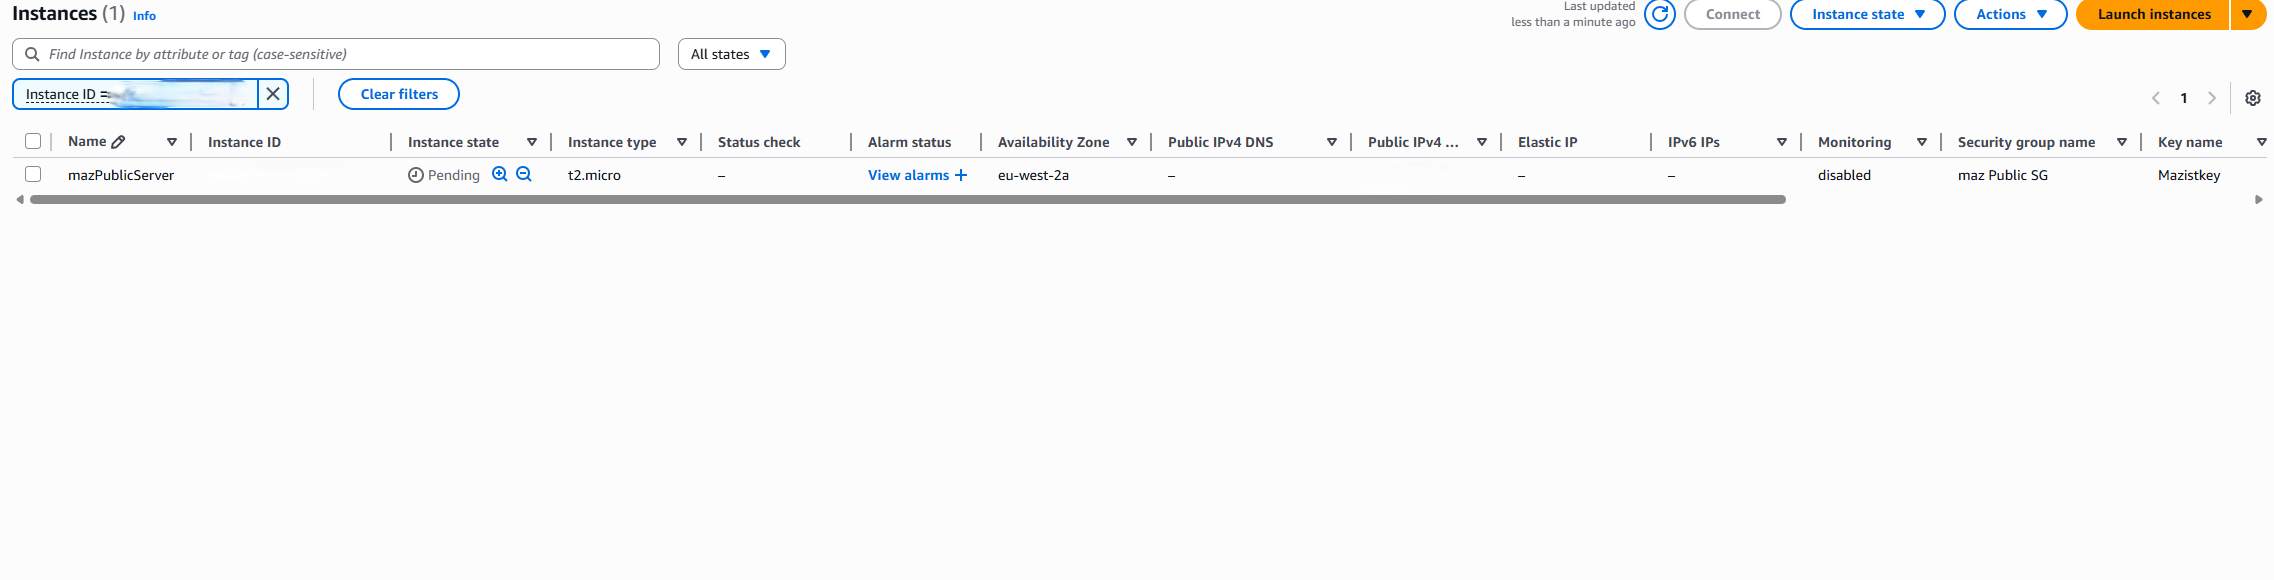 Instances (1) Info
Last updated
less than a minute ago
Connect
Instance state
Actions
Launch instances
Find Instance by attribute or tag (case-sensitive)
All states
Instance ID =
Clear filters
1
Name Instance ID Instance state Instance type Status check Alarm status Availability Zone Public IPv4 DNS Public IPv4 ... Elastic IP IPv6 IPs Monitoring Security group name Key name
mazPublicServer Pending t2.micro – View alarms + eu-west-2a – – – disabled maz Public SG Mazistkey